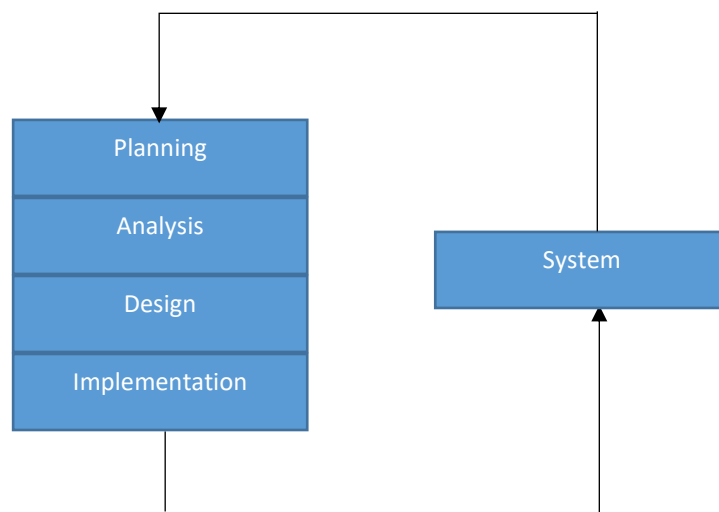 Planning
Analysis
System
Design
Implementation